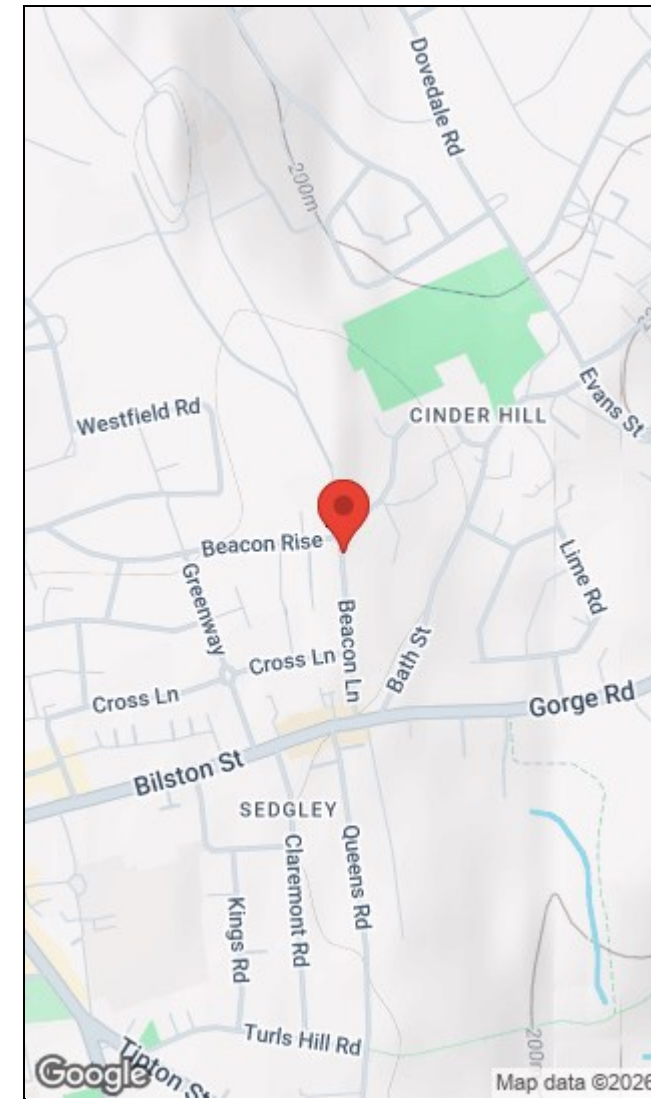 Dovedale Rd
200m
Westfield Rd
CINDER HILL
Evans St
Beacon Rise
Greenway
Beacon Ln
Lime Rd
Cross Ln
Bath St
Cross Ln
Gorge Rd
Bilston St
SEDGLEY
Claremont Rd
Queens Rd
Kings Rd
Turls Hill Rd
Tipton St
Google
Map data ©2026